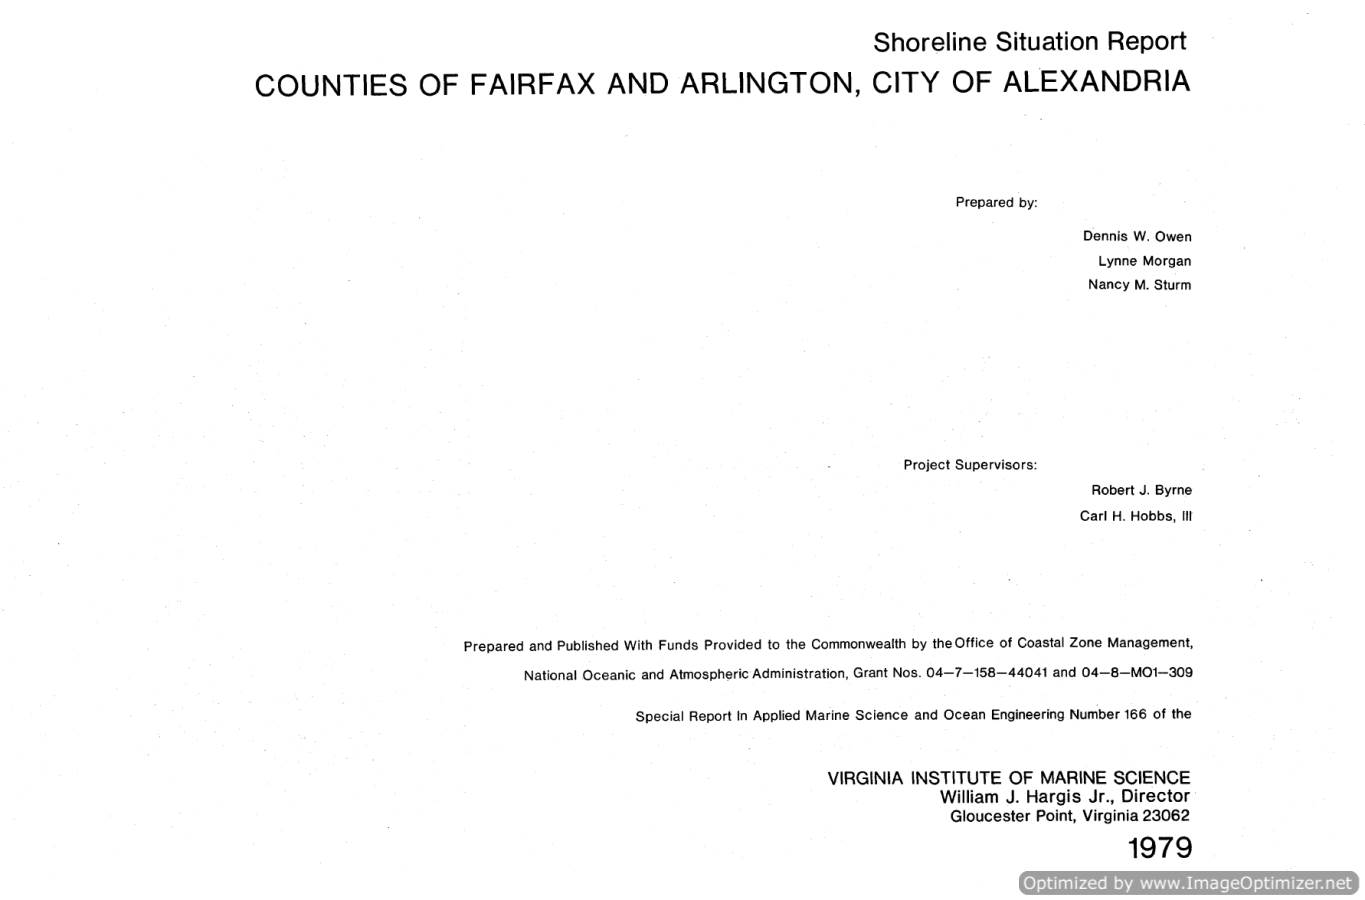 Shoreline Situation Report
COUNTIES OF FAIRFAX AND ARLINGTON, CITY OF ALEXANDRIA
Prepared by:
Dennis W. Owen
Lynne Morgan
Nancy M. Sturm
Project Supervisors:
Robert J. Byrne
Carl H. Hobbs, III
Prepared and Published With Funds Provided to the Commonwealth by the Office of Coastal Zone Management,
National Oceanic and Atmospheric Administration, Grant Nos. 04–7–158–44041 and 04–8–MO1–309
Special Report In Applied Marine Science and Ocean Engineering Number 166 of the
VIRGINIA INSTITUTE OF MARINE SCIENCE
William J. Hargis Jr., Director
Gloucester Point, Virginia 23062
1979
Optimized by www.ImageOptimizer.net